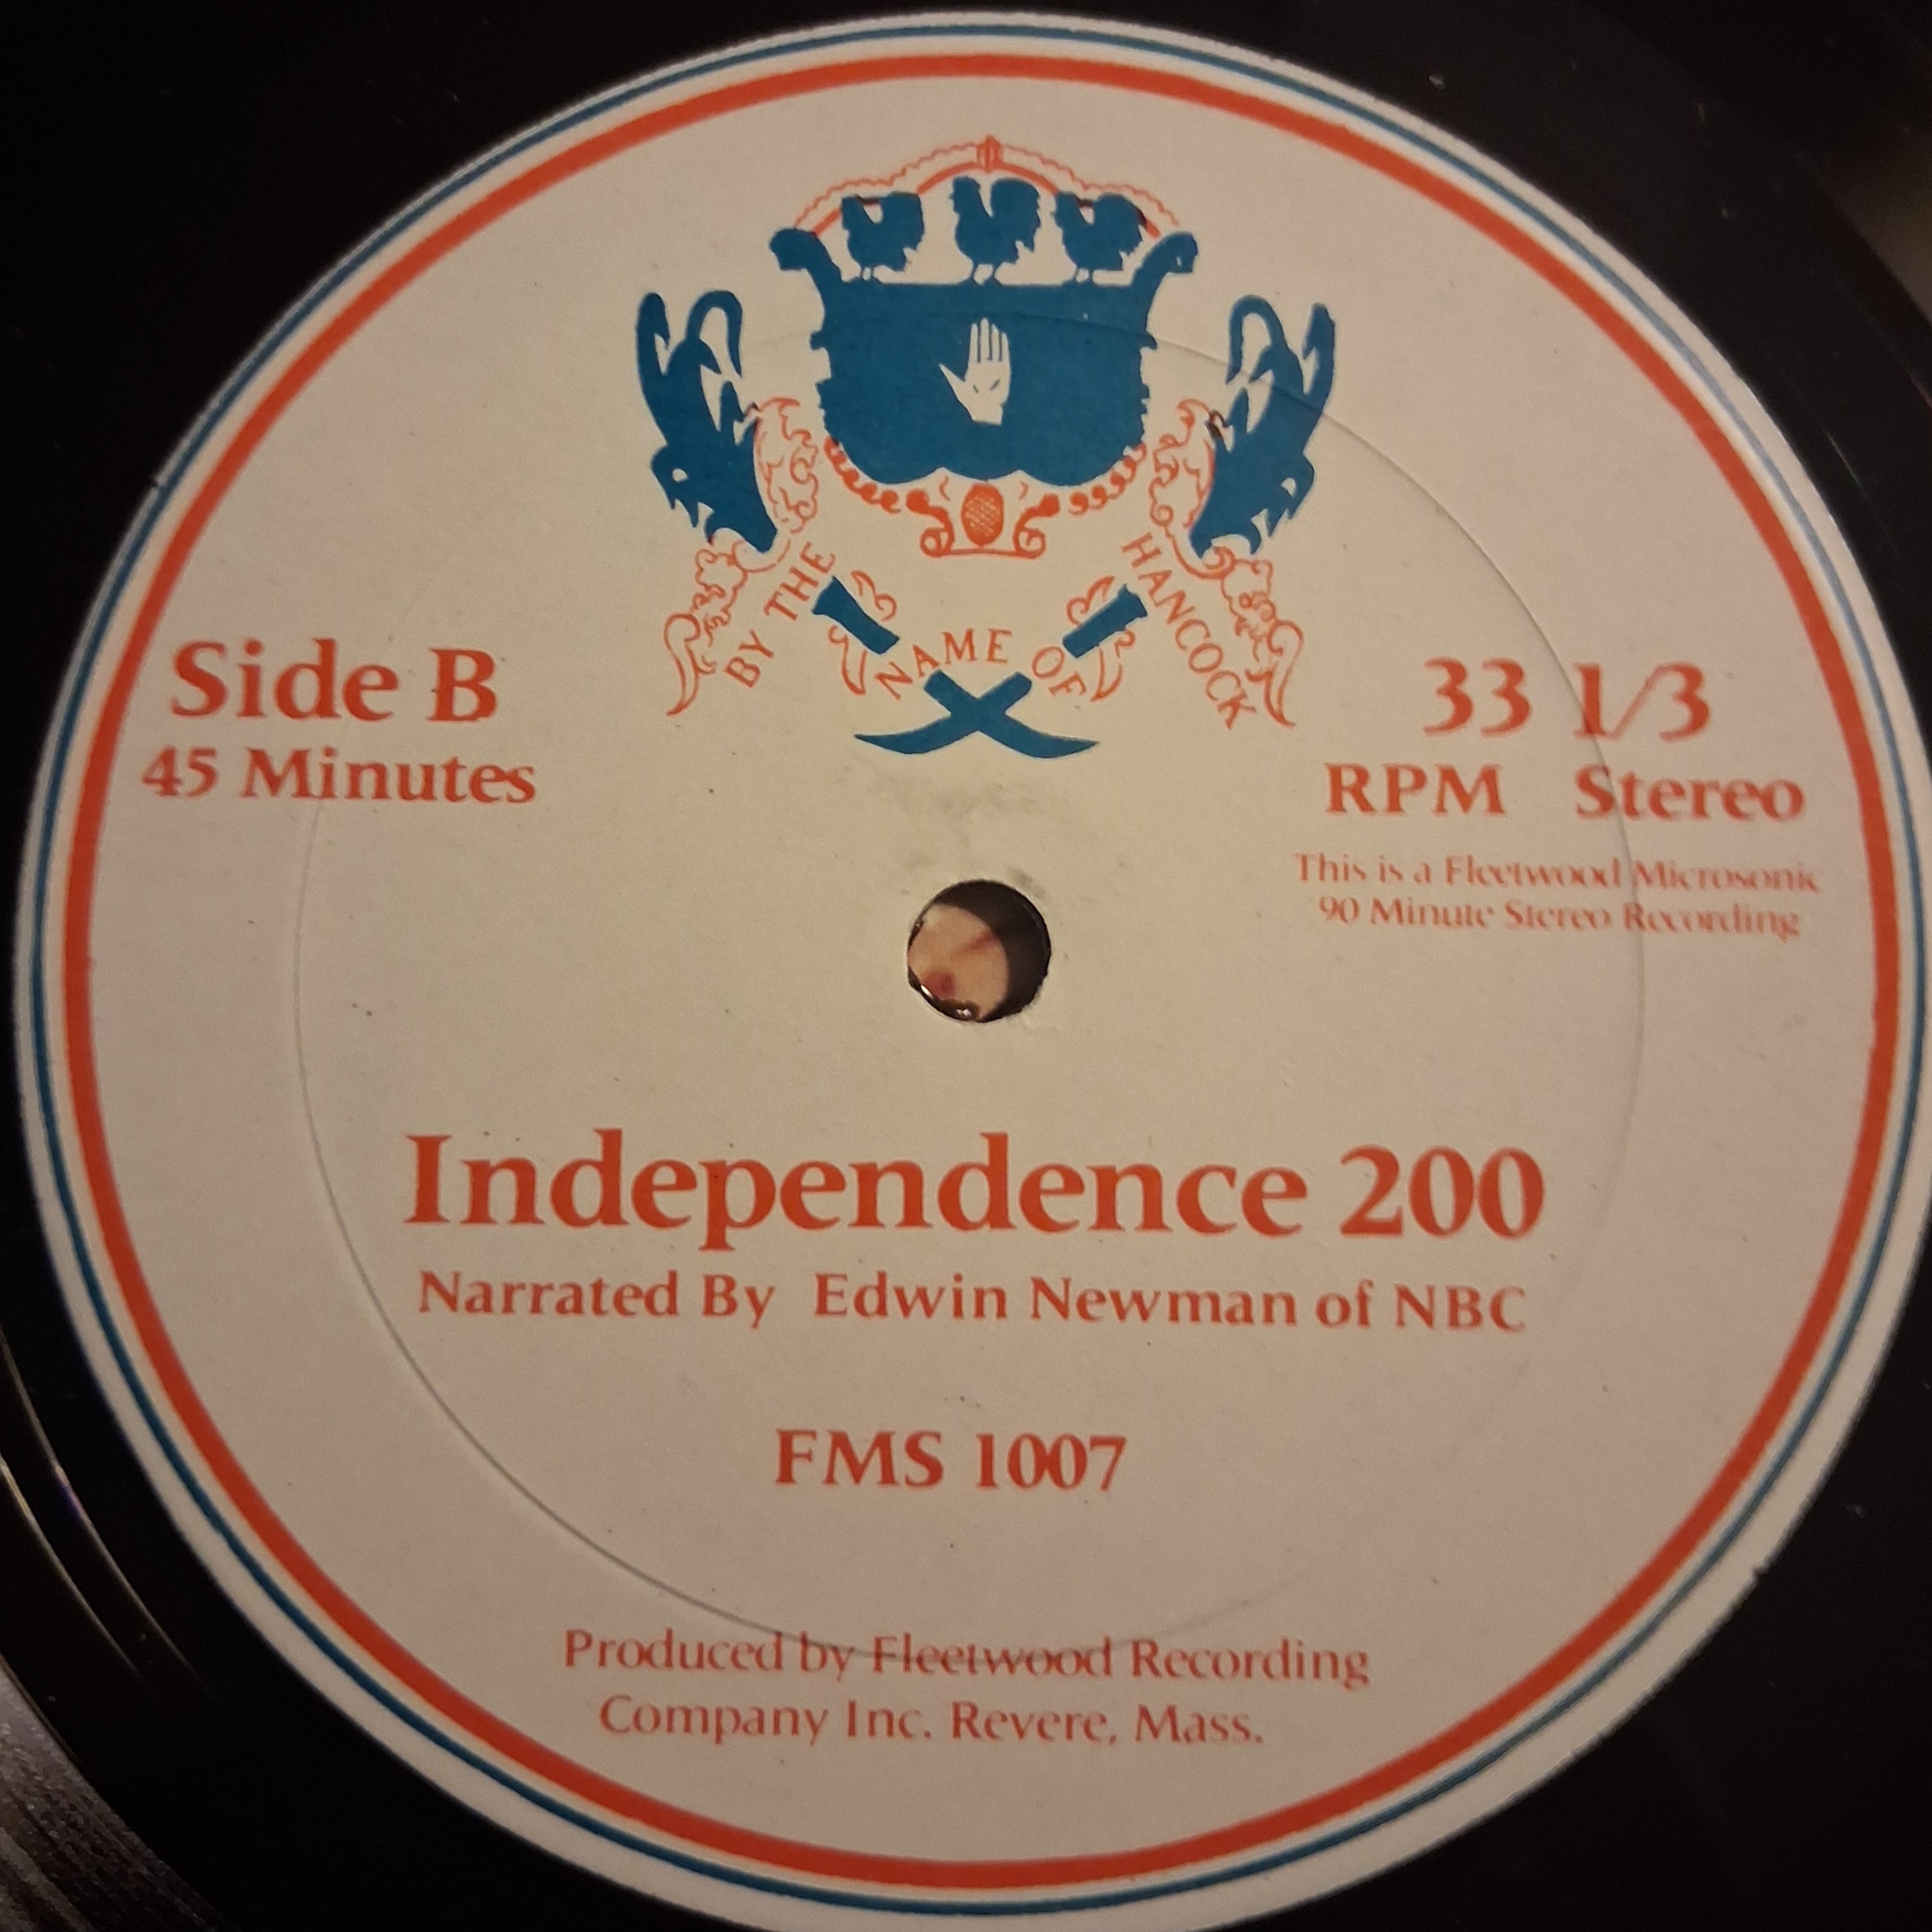 BY THE NAME OF HANCOCK
Side B
45 Minutes
33 1/3
RPM Stereo
This is a Fleetwood Microsonic
90 Minute Stereo Recording
Independence 200
Narrated By Edwin Newman of NBC
FMS 1007
Produced by Fleetwood Recording
Company Inc. Revere, Mass.